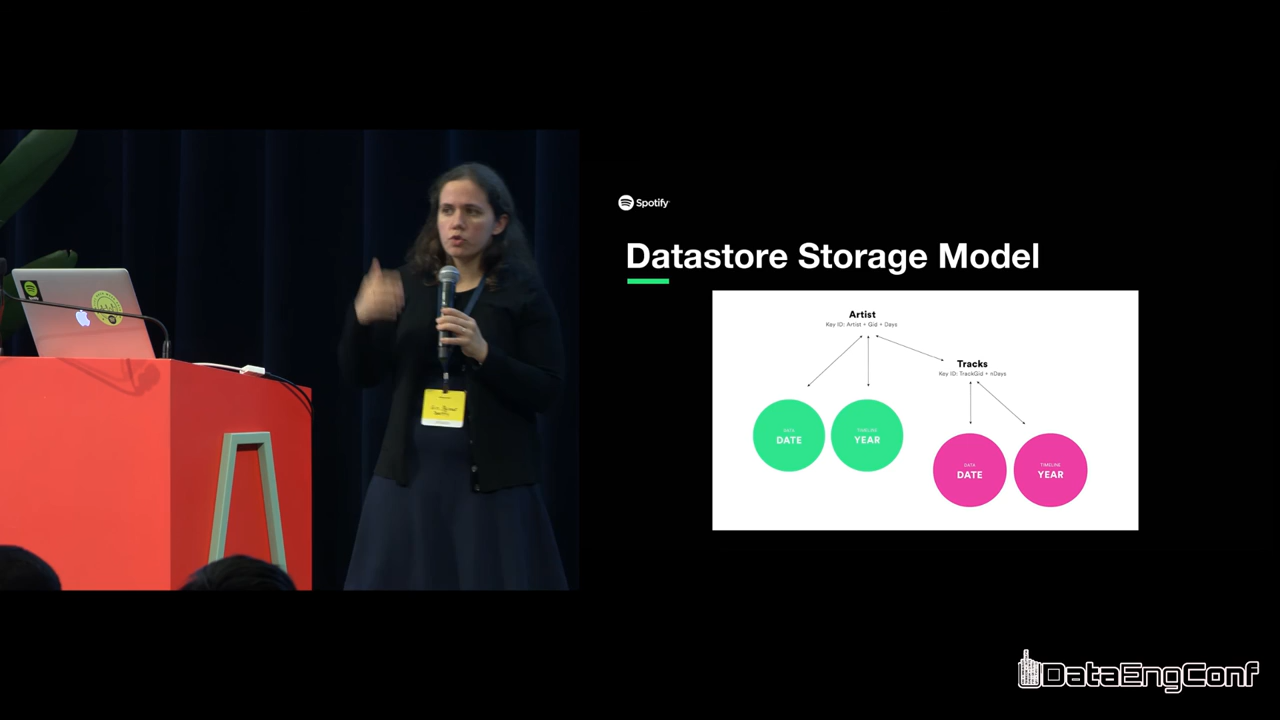 Spotify
Datastore Storage Model
Artist
Key ID: Artist + Gid + Days
Tracks
Key ID: TrackGid + nDays
DATA
DATE
TIMELINE
YEAR
DATA
DATE
TIMELINE
YEAR
DataEngConf